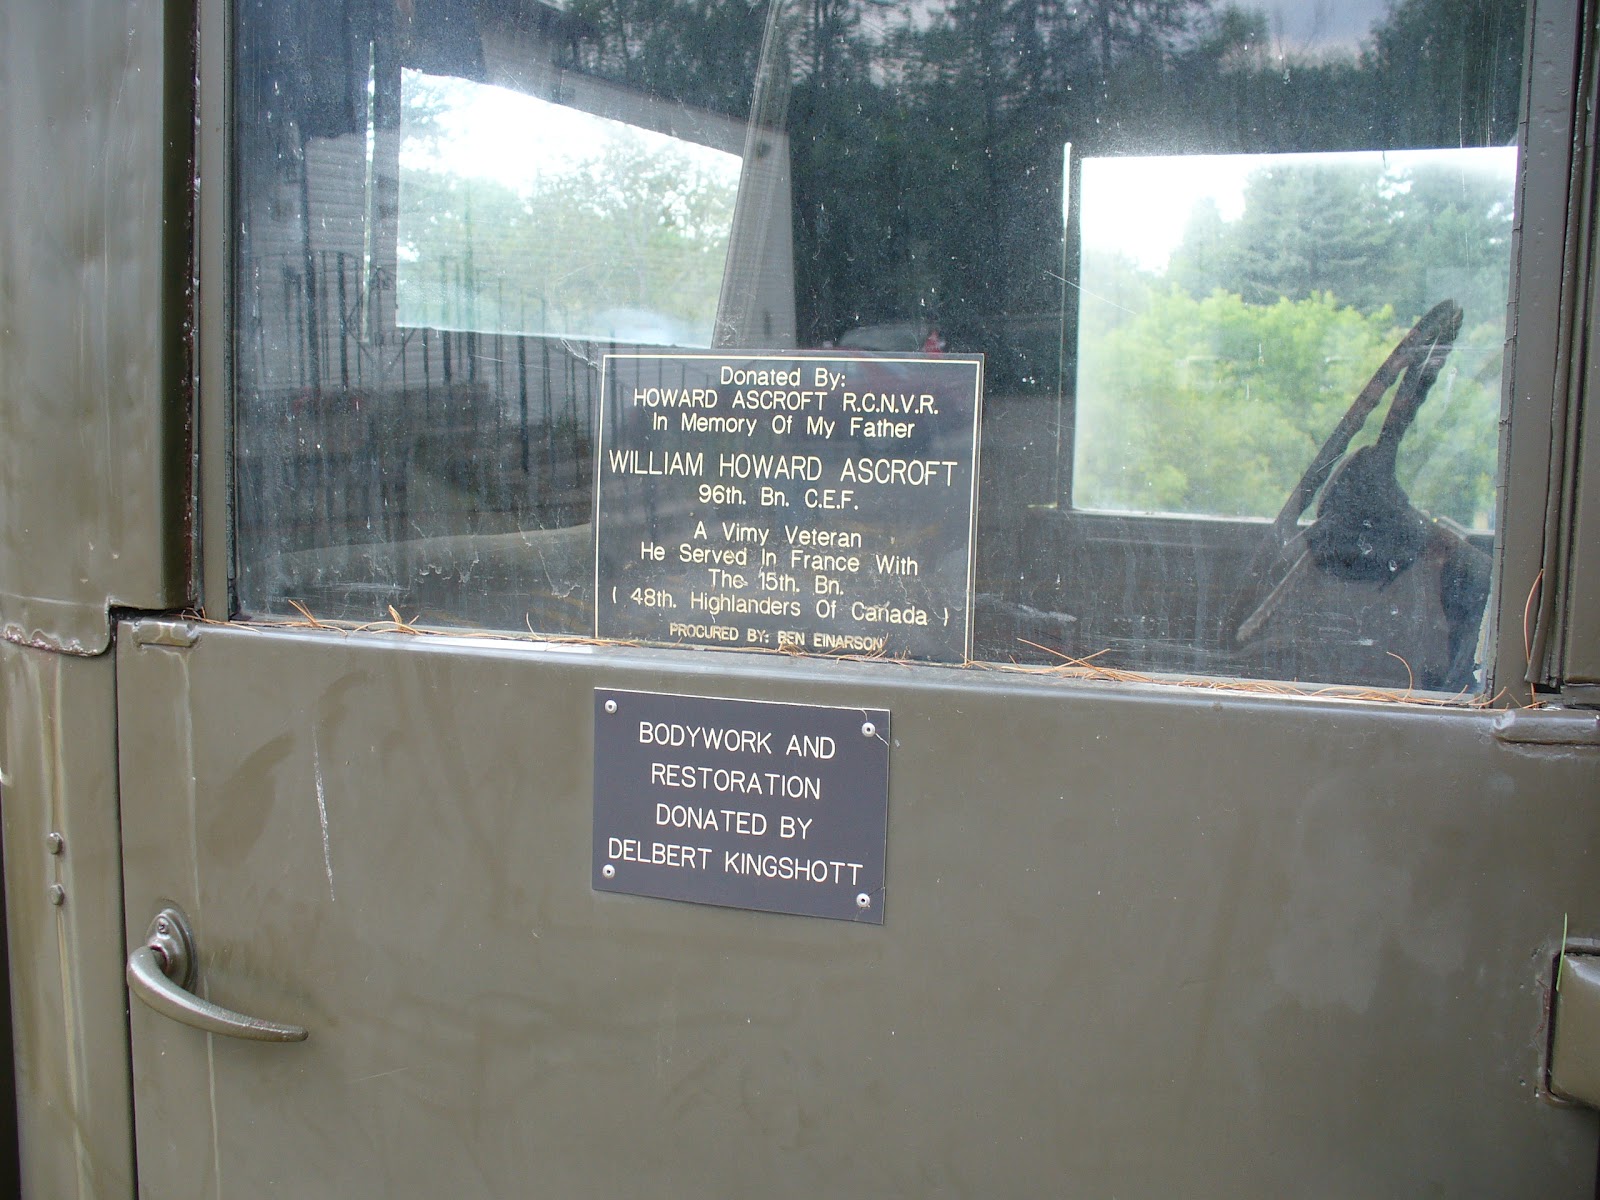 Donated By:
HOWARD ASCROFT R.C.N.V.R.
In Memory Of My Father
WILLIAM HOWARD ASCROFT
96th. Bn. C.E.F.
A Vimy Veteran
He Served In France With
The 15th. Bn.
( 48th. Highlanders Of Canada )
PROCURED BY: BEN EINARSON
BODYWORK AND
RESTORATION
DONATED BY
DELBERT KINGSHOTT